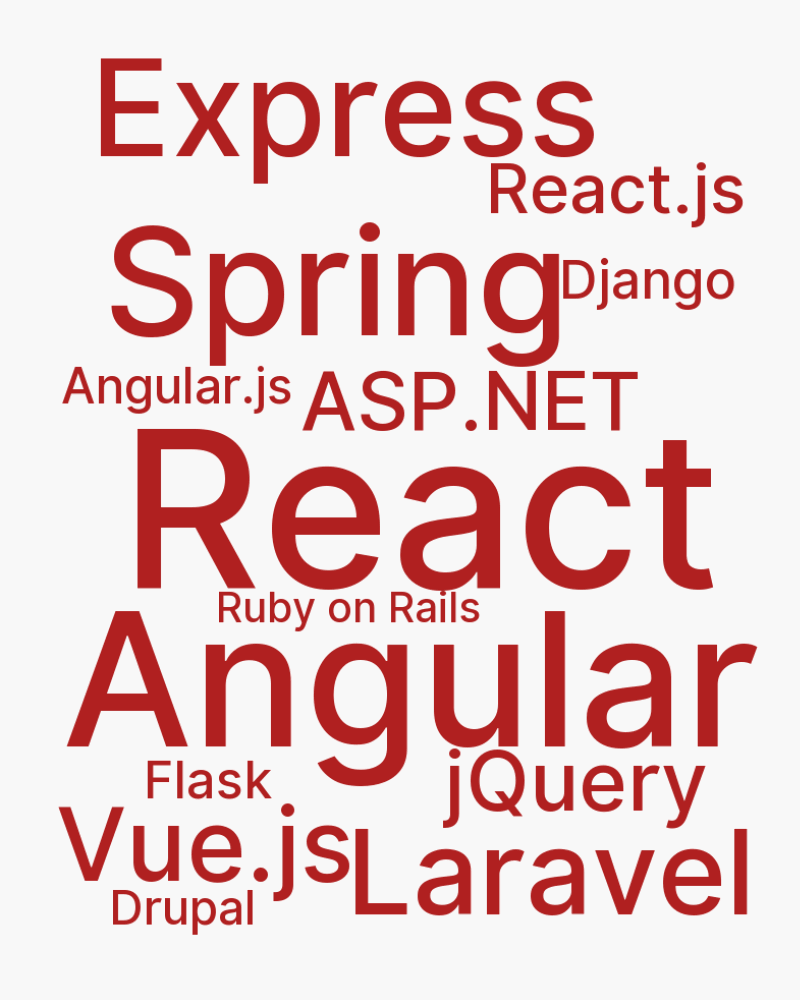 Express
React.js
Spring
Django
Angular.js
ASP.NET
React
Ruby on Rails
Angular
Flask
jQuery
Vue.js
Laravel
Drupal